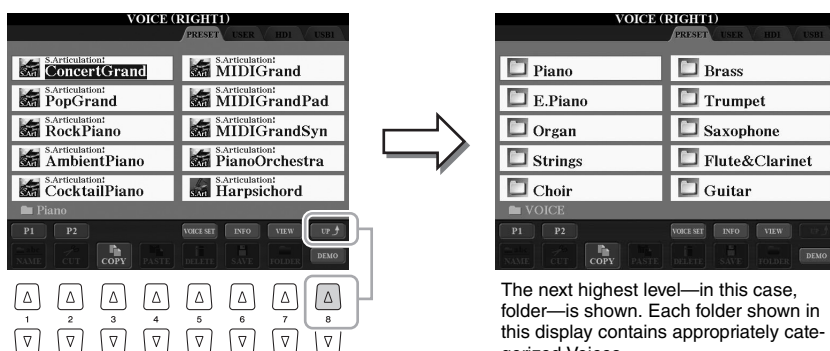 VOICE (RIGHT1)
PRESET USER HD1 USB1
S.Articulation!
ConcertGrand
S.Articulation!
MIDIGrand
S.Articulation!
PopGrand
S.Articulation!
MIDIGrandPad
S.Articulation!
RockPiano
S.Articulation!
MIDIGrandSyn
S.Articulation!
AmbientPiano
S.Articulation!
PianoOrchestra
S.Articulation!
CocktailPiano
S.Articulation!
Harpsichord
Piano
P1 P2 VOICE SET INFO VIEW UP
NAME CUT COPY PASTE DELETE SAVE FOLDER DEMO
1 2 3 4 5 6 7 8
VOICE (RIGHT1)
PRESET USER HD1 USB1
Piano Brass
E.Piano Trumpet
Organ Saxophone
Strings Flute&Clarinet
Choir Guitar
VOICE
P1 P2 VOICE SET INFO VIEW UP
NAME CUT COPY PASTE DELETE SAVE FOLDER DEMO
The next highest level—in this case,
folder—is shown. Each folder shown in
this display contains appropriately cate-
gorized Voices.